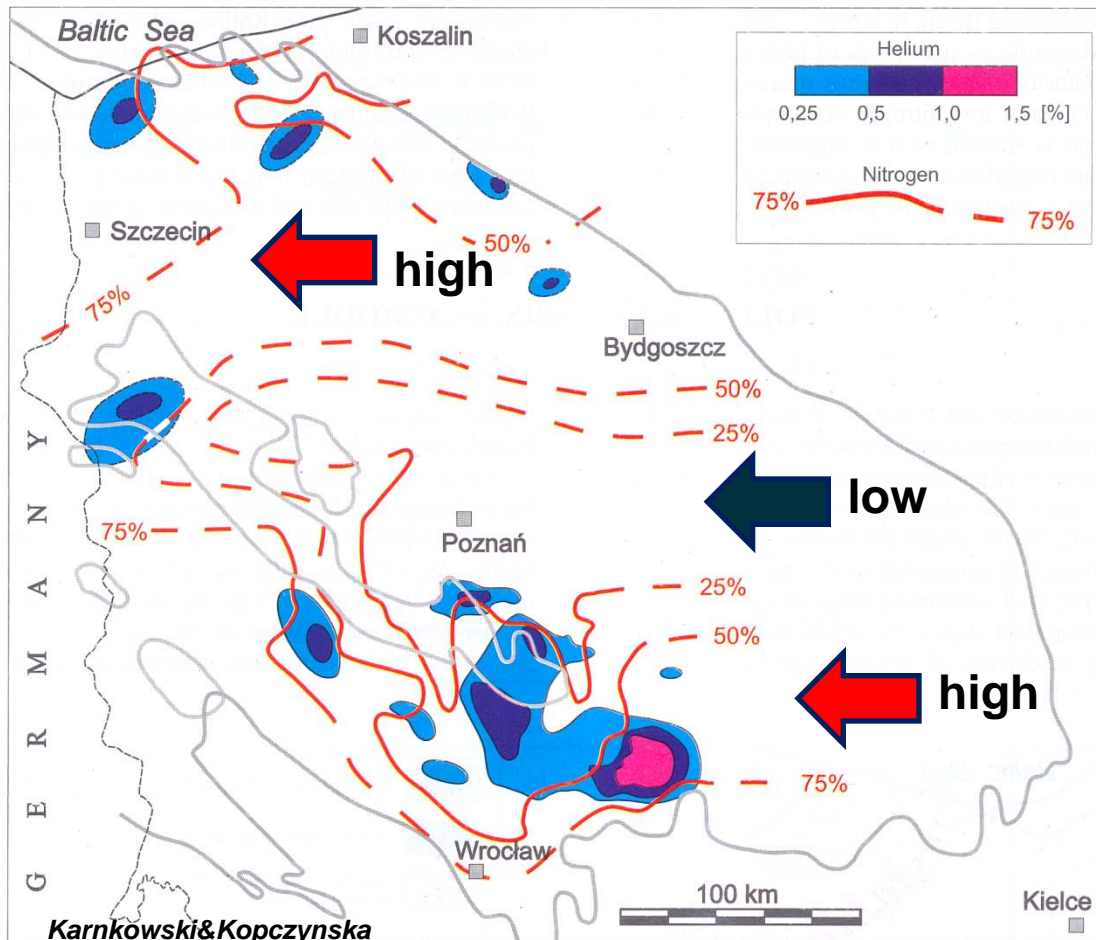 Baltic Sea
Koszalin
Helium
0,25 0,5 1,0 1,5 [%]
Nitrogen
75% 75%
Szczecin
50%
high
75%
Bydgoszcz
50%
25%
low
75%
Poznań
25%
50%
high
75%
Wrocław
100 km
Kielce
GERMANY
Karnkowski&Kopczynska